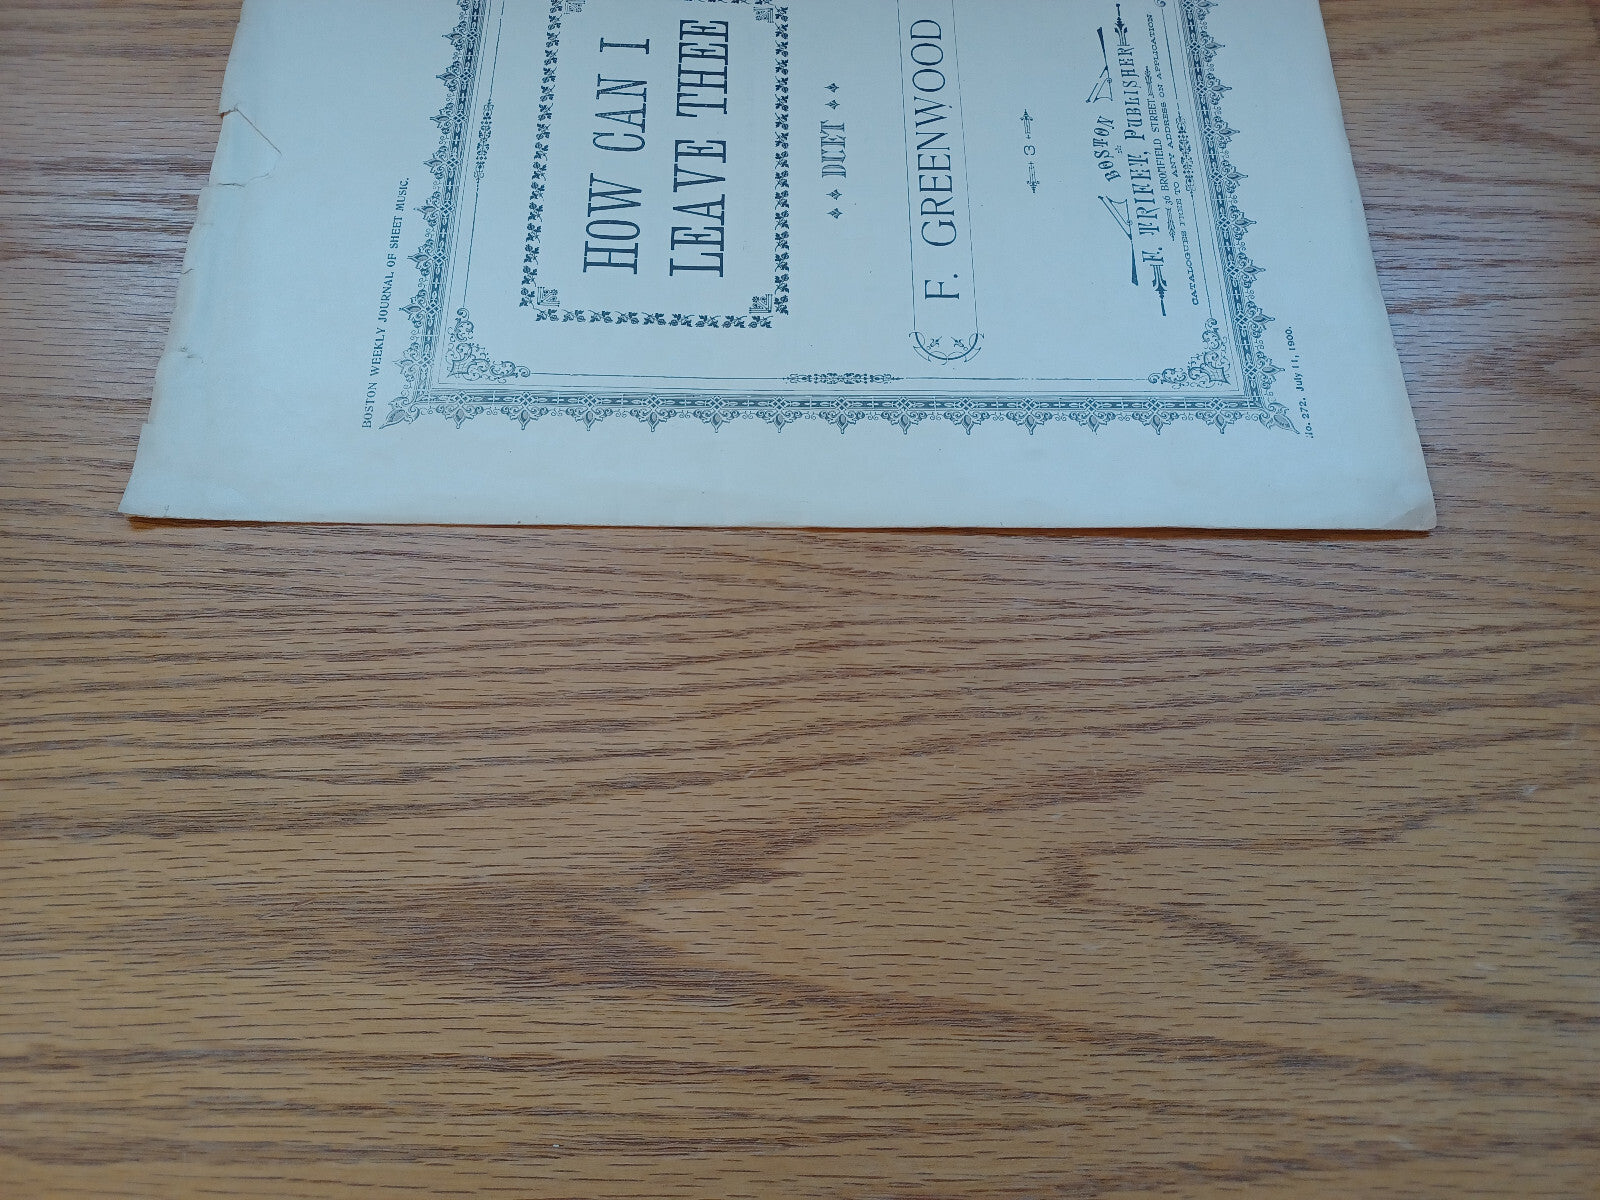 BOSTON WEEKLY JOURNAL OF SHEET MUSIC.
HOW CAN I
LEAVE THEE
DUET
F. GREENWOOD
3
BOSTON
F. TRIFET, PUBLISHER
36 BROMFIELD STREET
CATALOGUES FREE TO ANY ADDRESS ON APPLICATION
No. 272. July 11, 1900.